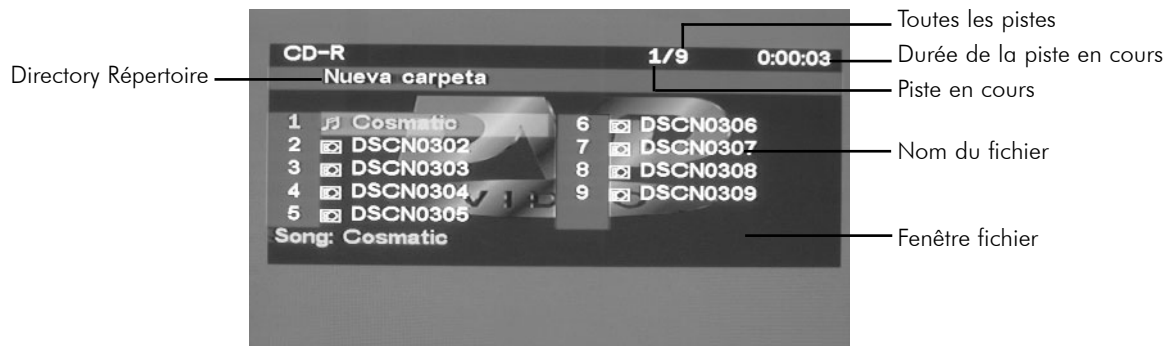 Toutes les pistes
CD-R 1/9 0:00:03
Durée de la piste en cours
Directory Répertoire
Nueva carpeta
Piste en cours
1 Cosmatic
2 DSCN0302
3 DSCN0303
4 DSCN0304
5 DSCN0305
6 DSCN0306
7 DSCN0307
8 DSCN0308
9 DSCN0309
Nom du fichier
Song: Cosmatic
Fenêtre fichier